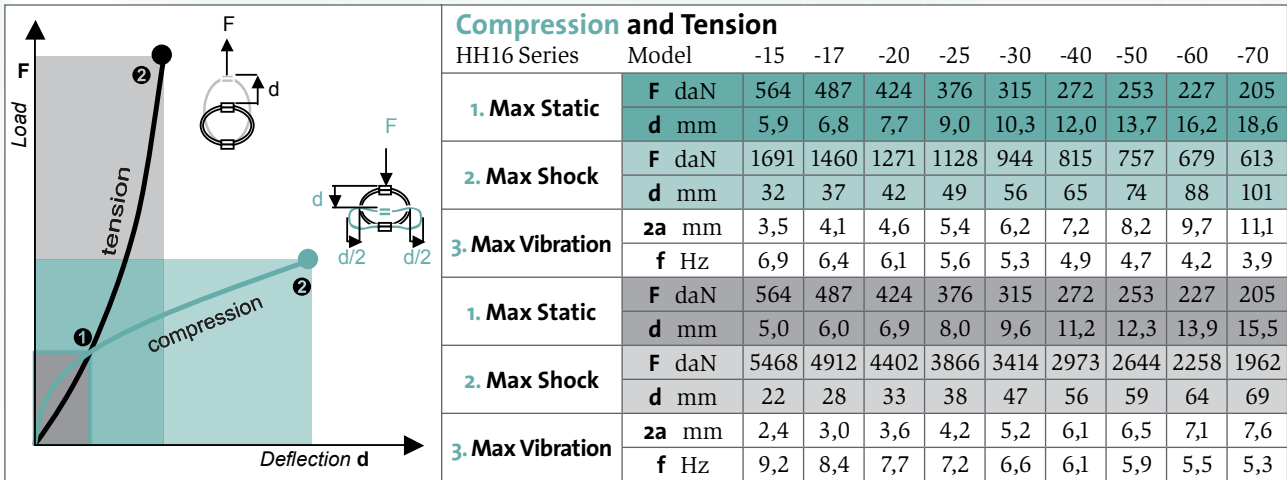 F
Load
tension
compression
1
2
2
Deflection d
F
d
F
d
d/2 d/2
Compression and Tension
HH16 Series Model -15 -17 -20 -25 -30 -40 -50 -60 -70
1. Max Static
F daN 564 487 424 376 315 272 253 227 205
d mm 5,9 6,8 7,7 9,0 10,3 12,0 13,7 16,2 18,6
2. Max Shock
F daN 1691 1460 1271 1128 944 815 757 679 613
d mm 32 37 42 49 56 65 74 88 101
3. Max Vibration
2a mm 3,5 4,1 4,6 5,4 6,2 7,2 8,2 9,7 11,1
f Hz 6,9 6,4 6,1 5,6 5,3 4,9 4,7 4,2 3,9
1. Max Static
F daN 564 487 424 376 315 272 253 227 205
d mm 5,0 6,0 6,9 8,0 9,6 11,2 12,3 13,9 15,5
2. Max Shock
F daN 5468 4912 4402 3866 3414 2973 2644 2258 1962
d mm 22 28 33 38 47 56 59 64 69
3. Max Vibration
2a mm 2,4 3,0 3,6 4,2 5,2 6,1 6,5 7,1 7,6
f Hz 9,2 8,4 7,7 7,2 6,6 6,1 5,9 5,5 5,3